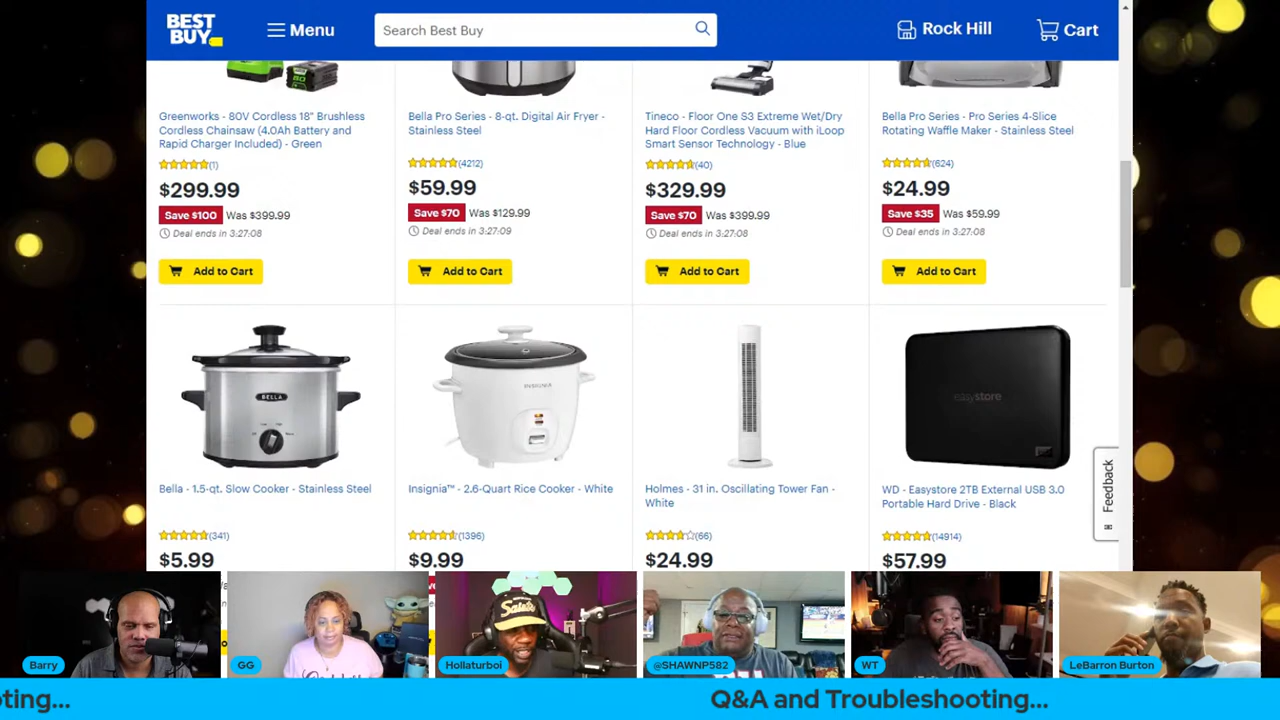 BEST
BUY
Menu
Search Best Buy
Rock Hill
Cart
80
Greenworks - 80V Cordless 18" Brushless
Cordless Chainsaw (4.0Ah Battery and
Rapid Charger Included) - Green
(1)
$299.99
Save $100 Was $399.99
Deal ends in 3:27:08
Add to Cart
Bella Pro Series - 8-qt. Digital Air Fryer -
Stainless Steel
(4212)
$59.99
Save $70 Was $129.99
Deal ends in 3:27:09
Add to Cart
Tineco - Floor One S3 Extreme Wet/Dry
Hard Floor Cordless Vacuum with iLoop
Smart Sensor Technology - Blue
(40)
$329.99
Save $70 Was $399.99
Deal ends in 3:27:08
Add to Cart
Bella Pro Series - Pro Series 4-Slice
Rotating Waffle Maker - Stainless Steel
(624)
$24.99
Save $35 Was $59.99
Deal ends in 3:27:08
Add to Cart
BELLA
Bella - 1.5-qt. Slow Cooker - Stainless Steel
(341)
$5.99
INSIGNIA
Insignia™ - 2.6-Quart Rice Cooker - White
(1396)
$9.99
Holmes - 31 in. Oscillating Tower Fan -
White
(66)
$24.99
easystore
WD - Easystore 2TB External USB 3.0
Portable Hard Drive - Black
(14914)
$57.99
Feedback
Saints
Barry
GG
Hollaturboi
@SHAWNP582
WT
LeBarron Burton
oting...
Q&A and Troubleshooting...